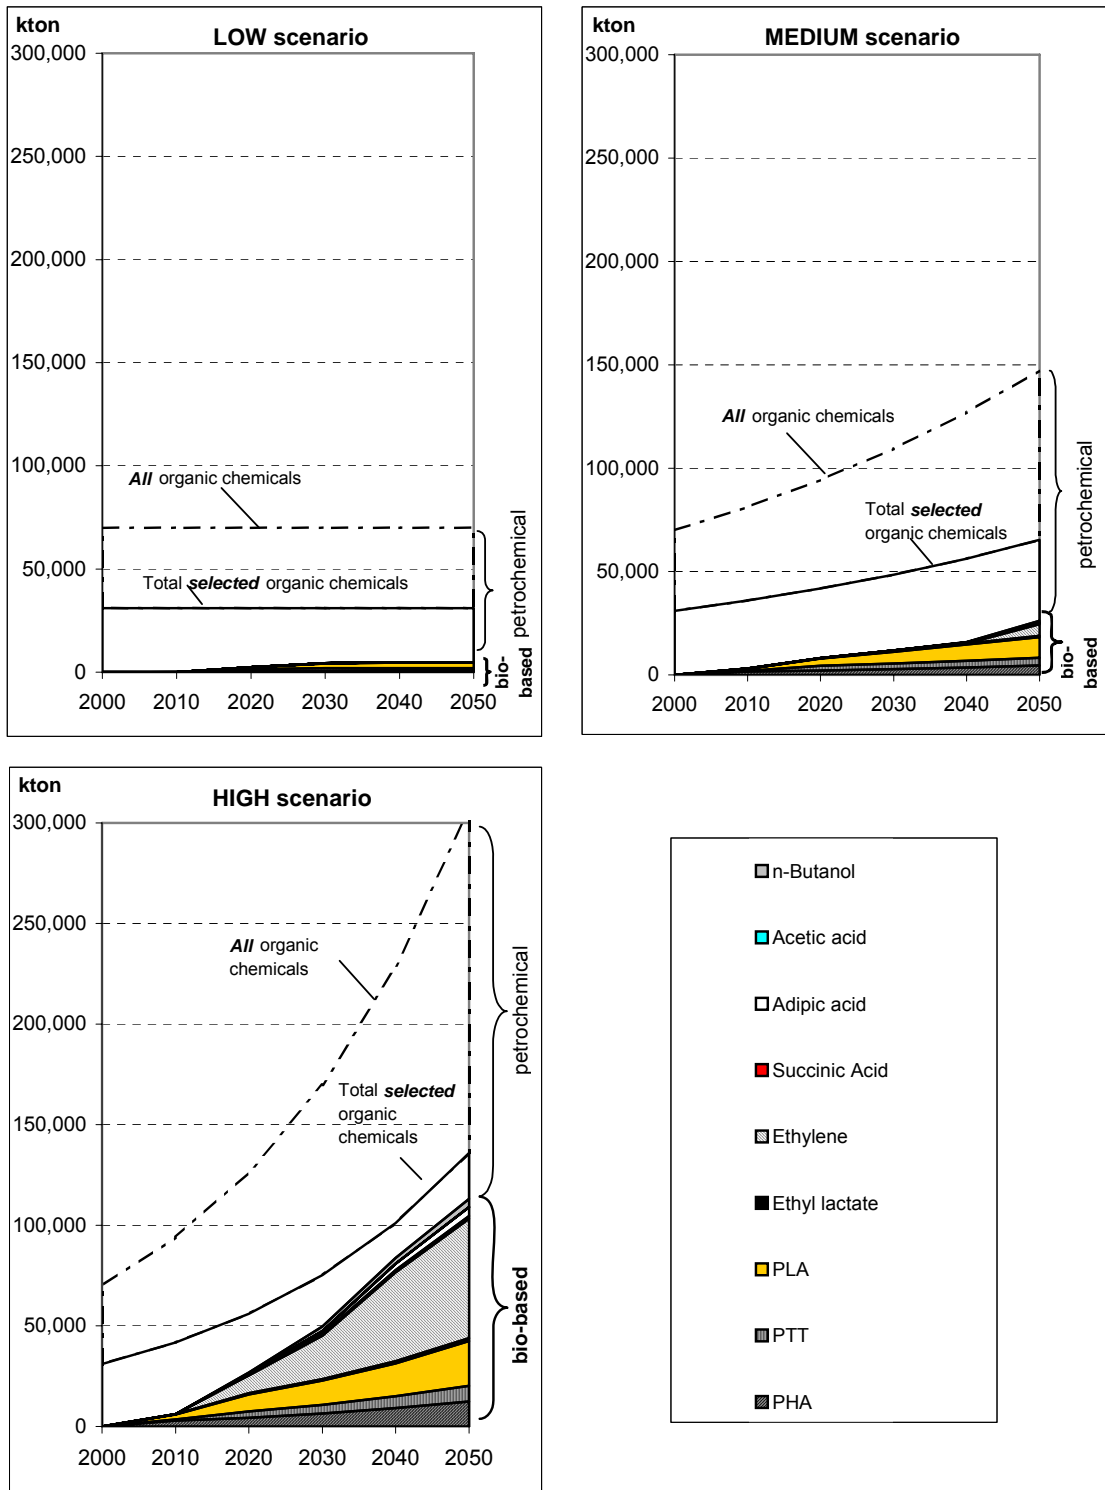 kton
LOW scenario
300,000
250,000
200,000
150,000
100,000
50,000
0
All organic chemicals
Total selected organic chemicals
petrochemical
bio-
based
2000 2010 2020 2030 2040 2050
kton
MEDIUM scenario
300,000
250,000
200,000
150,000
100,000
50,000
0
All organic chemicals
Total selected
organic chemicals
petrochemical
bio-
based
2000 2010 2020 2030 2040 2050
kton
HIGH scenario
300,000
250,000
200,000
150,000
100,000
50,000
0
All organic
chemicals
Total selected
organic
chemicals
petrochemical
bio-based
2000 2010 2020 2030 2040 2050
n-Butanol
Acetic acid
Adipic acid
Succinic Acid
Ethylene
Ethyl lactate
PLA
PTT
PHA